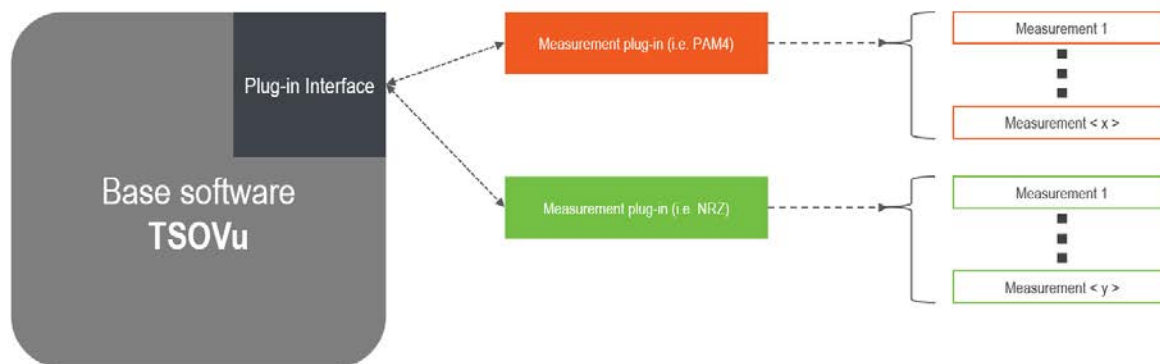 Plug-in Interface
Base software
TSOVu
Measurement plug-in (i.e. PAM4)
Measurement 1
Measurement < x >
Measurement plug-in (i.e. NRZ)
Measurement 1
Measurement < y >